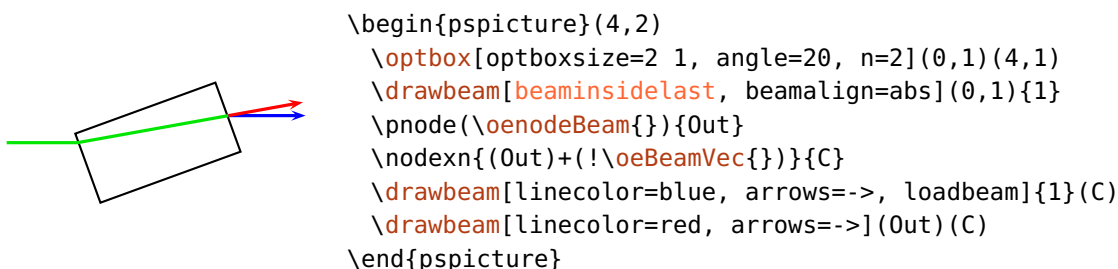 \begin{pspicture}(4,2)
  \optbox[optboxsize=2 1, angle=20, n=2](0,1)(4,1)
  \drawbeam[beaminsidelast, beamalign=abs](0,1){1}
  \pnode(\oenodeBeam{}){Out}
  \nodexn{(Out)+(!\oeBeamVec{})}{C}
  \drawbeam[linecolor=blue, arrows=->, loadbeam]{1}(C)
  \drawbeam[linecolor=red, arrows=->](Out)(C)
\end{pspicture}